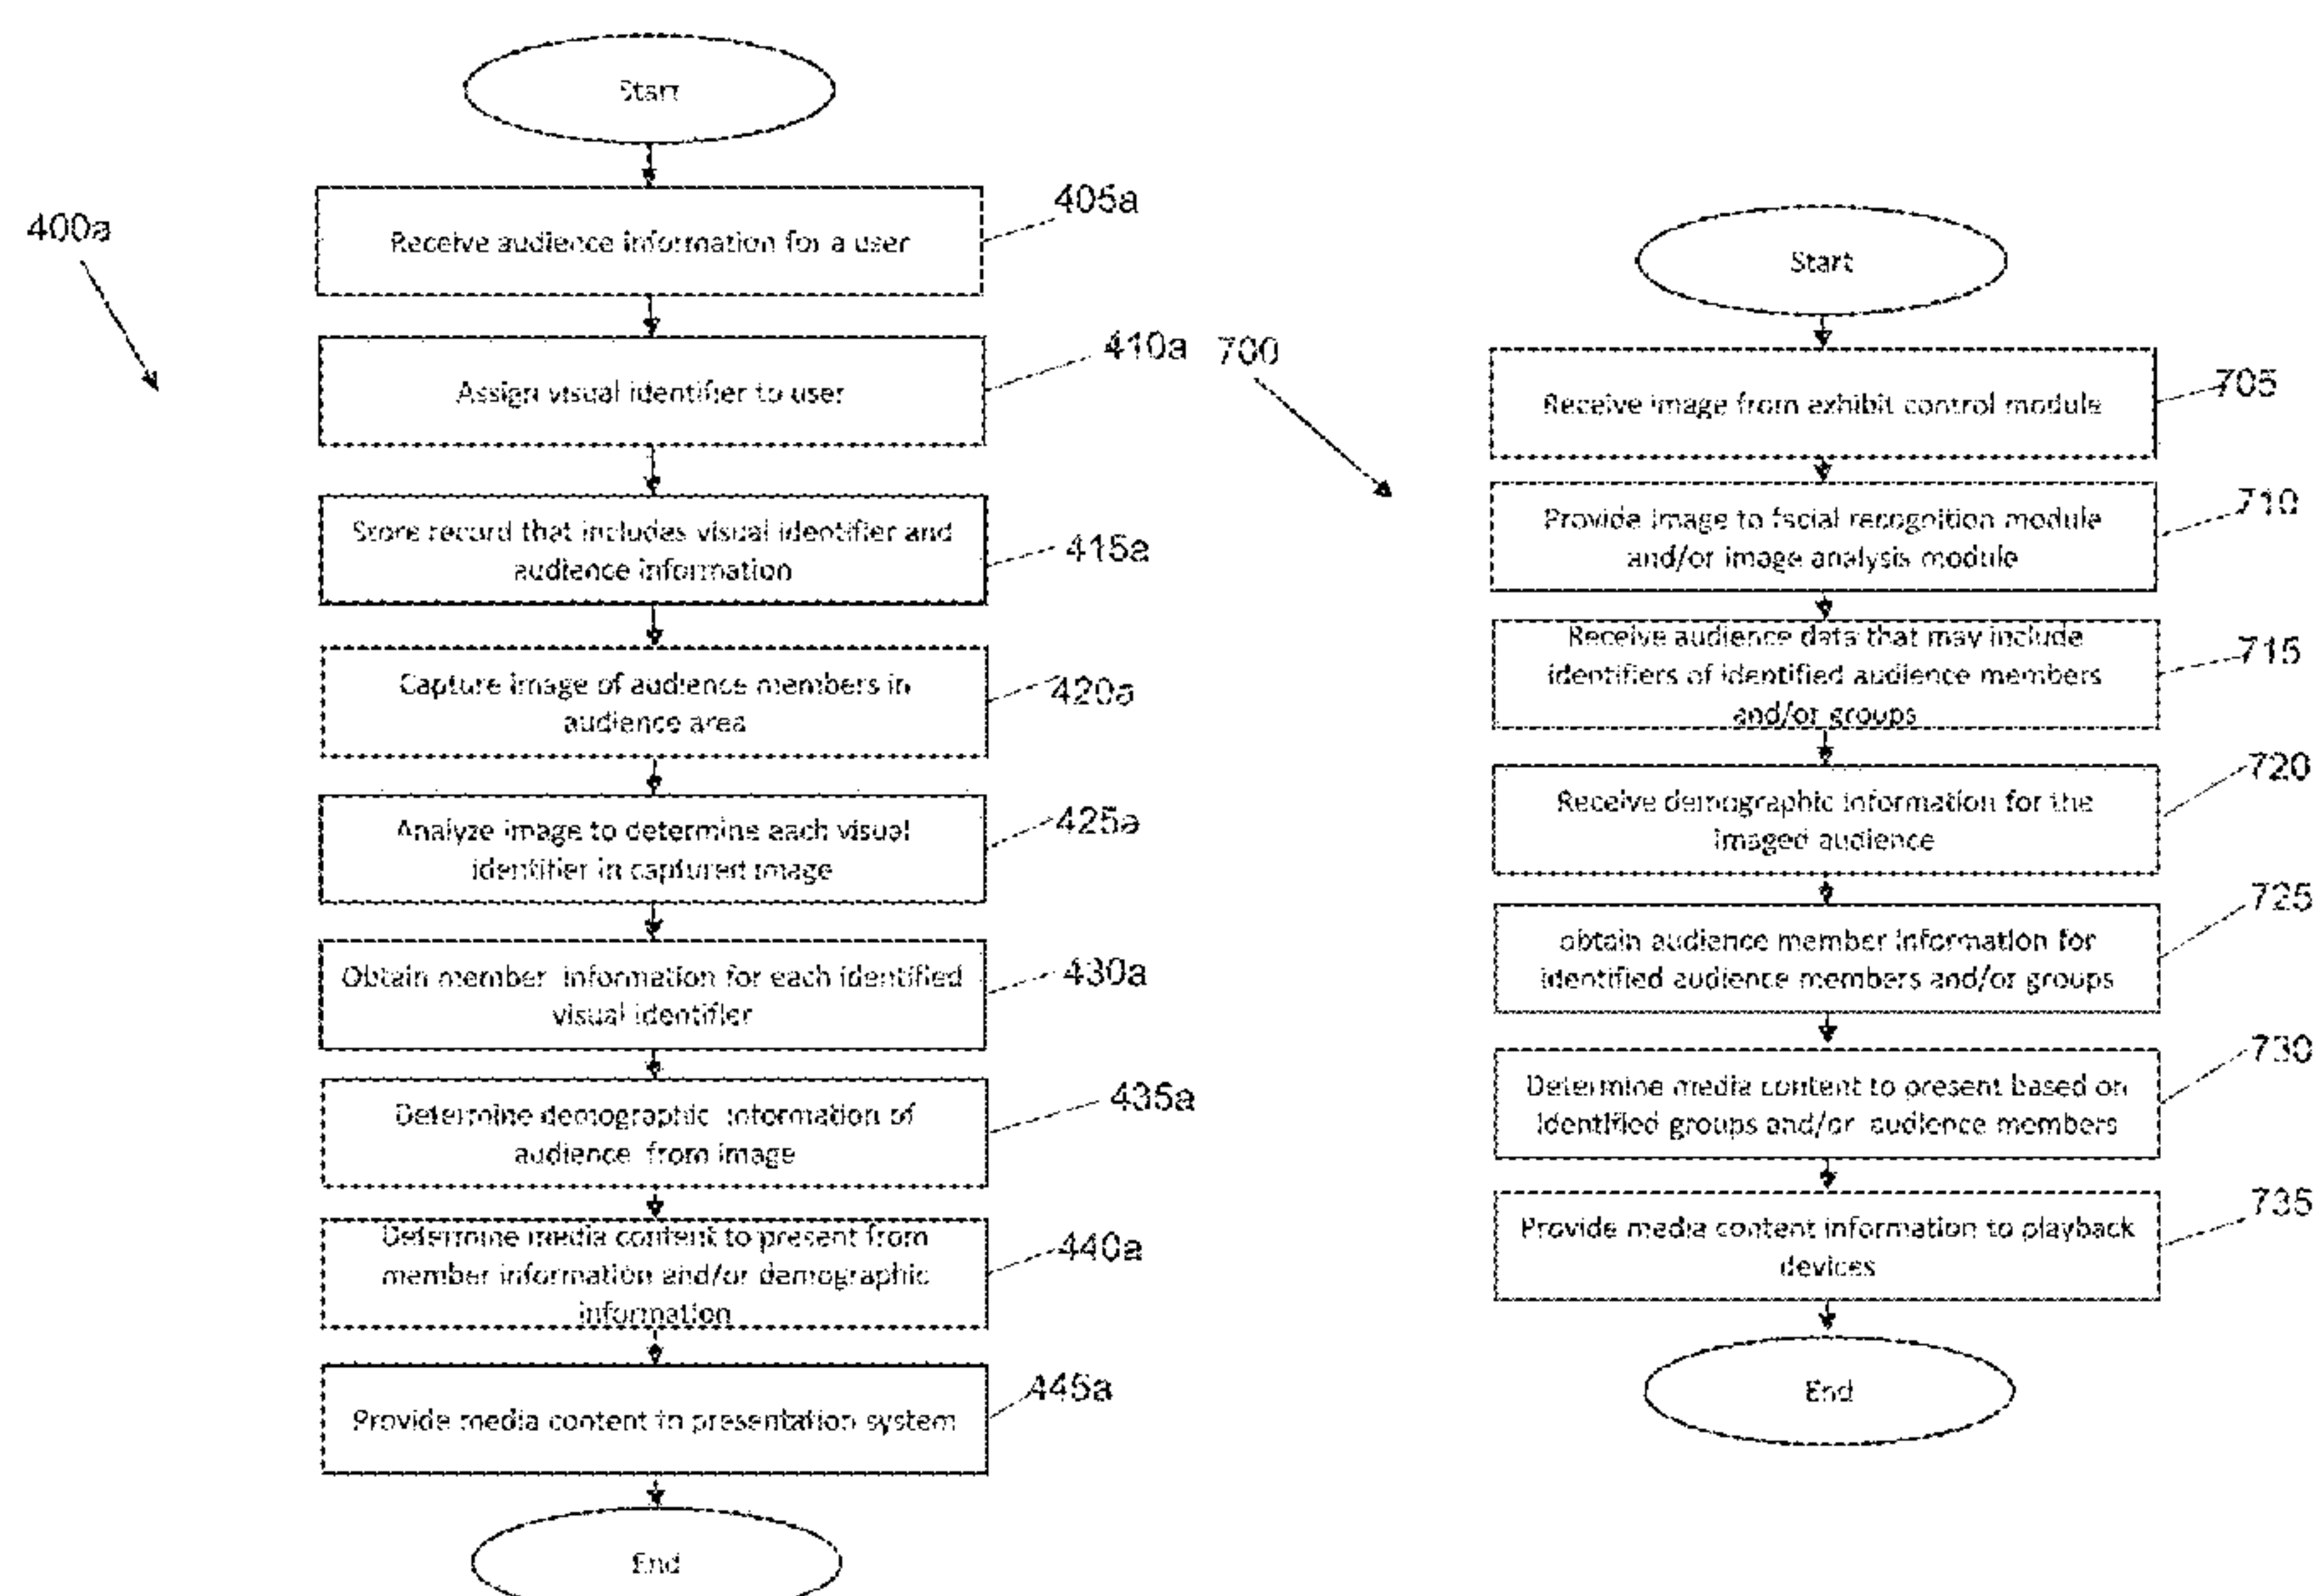 Start
400a
405a
Receive audience information for a user
410a
Assign visual identifier to user
Store record that includes visual identifier and
audience information
415a
Capture image of audience members in
audience area
420a
Analyze image to determine each visual
identifier in captured image
425a
Obtain member information for each identified
visual identifier
430a
Determine demographic information of
audience from image
435a
Determine media content to present from
member information and/or demographic
information
440a
Provide media content to presentation system
445a
End
Start
700
Receive image from exhibit control module
705
Provide image to facial recognition module
and/or image analysis module
710
Receive audience data that may include
identifiers of identified audience members
and/or groups
715
Receive demographic information for the
imaged audience
720
obtain audience member information for
identified audience members and/or groups
725
Determine media content to present based on
identified groups and/or audience members
730
Provide media content information to playback
devices
735
End